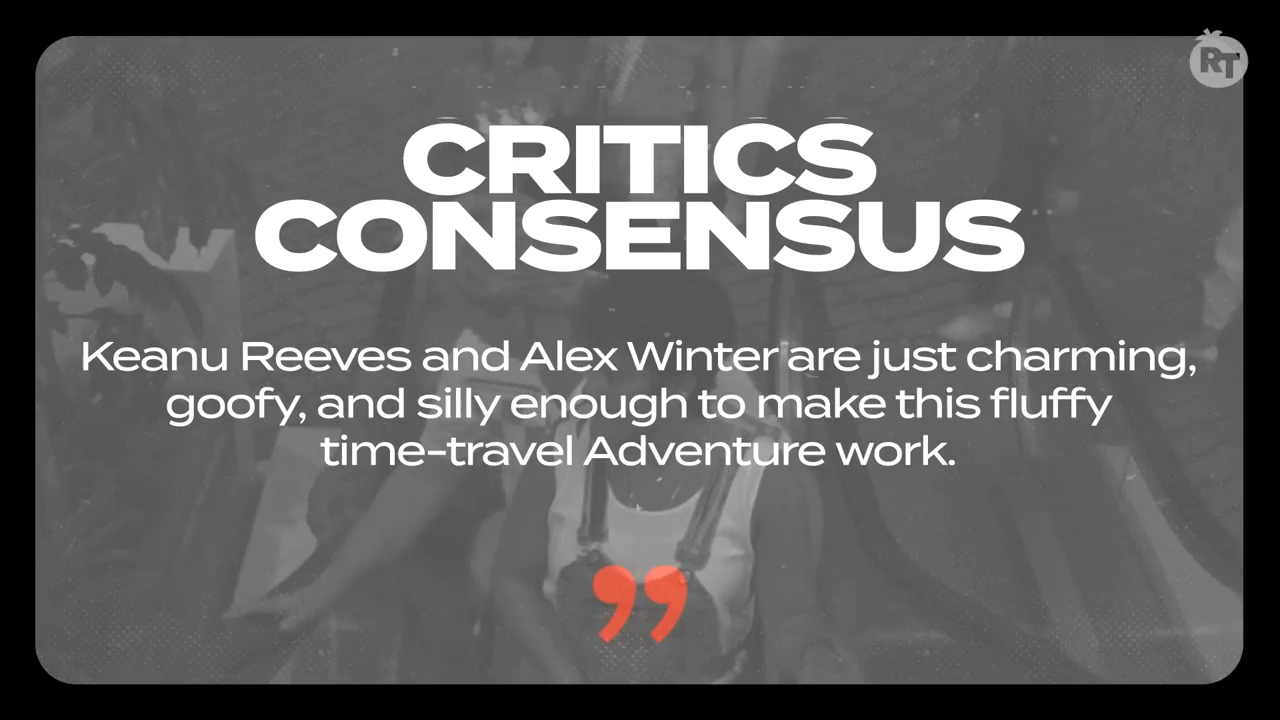 RT
CRITICS
CONSENSUS
Keanu Reeves and Alex Winter are just charming,
goofy, and silly enough to make this fluffy
time-travel Adventure work.
”